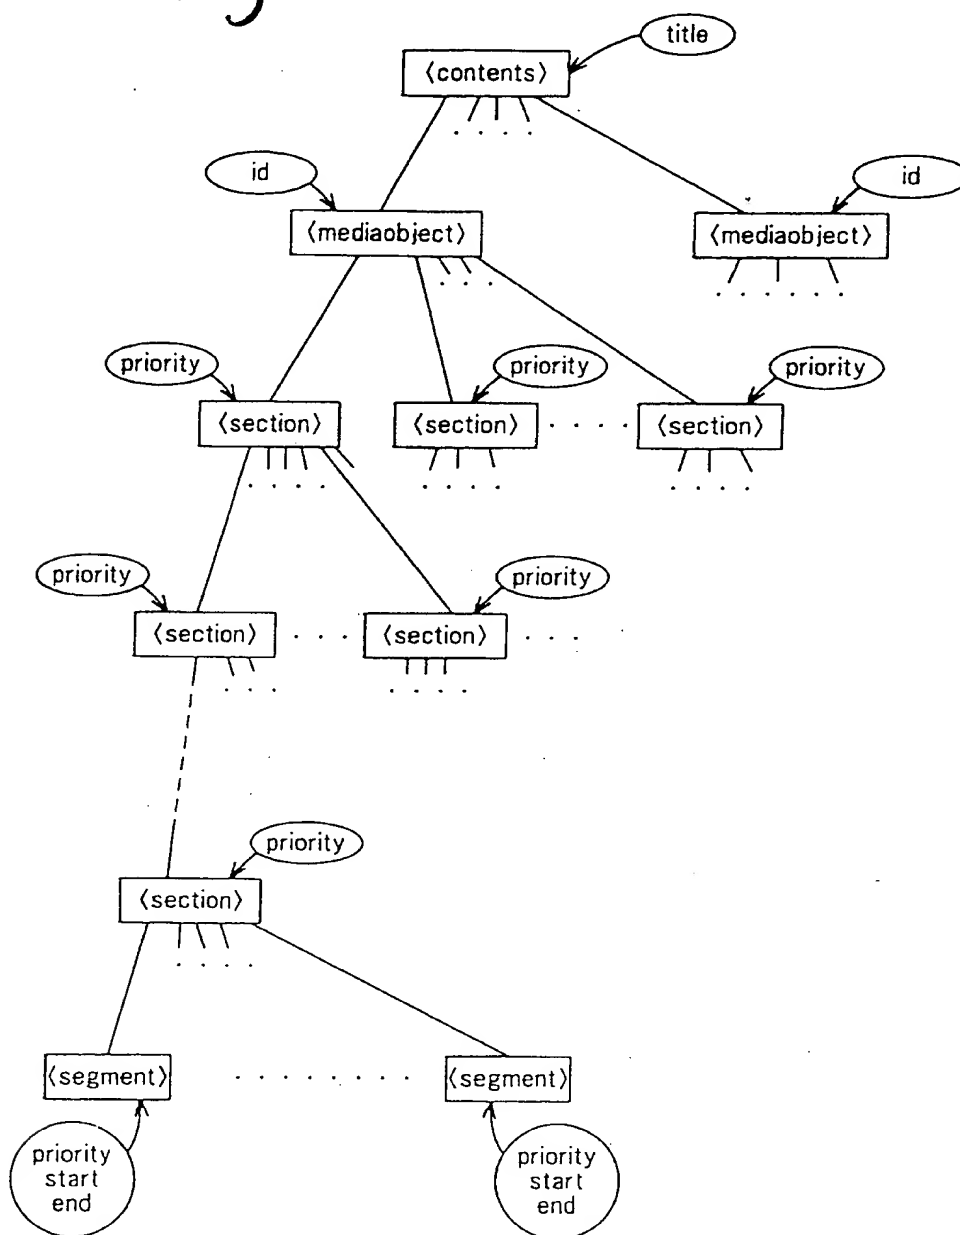 title
〈contents〉
id
id
〈mediaobject〉
〈mediaobject〉
priority
priority
priority
〈section〉
〈section〉
〈section〉
priority
priority
〈section〉
〈section〉
priority
〈section〉
〈segment〉
〈segment〉
priority
start
end
priority
start
end